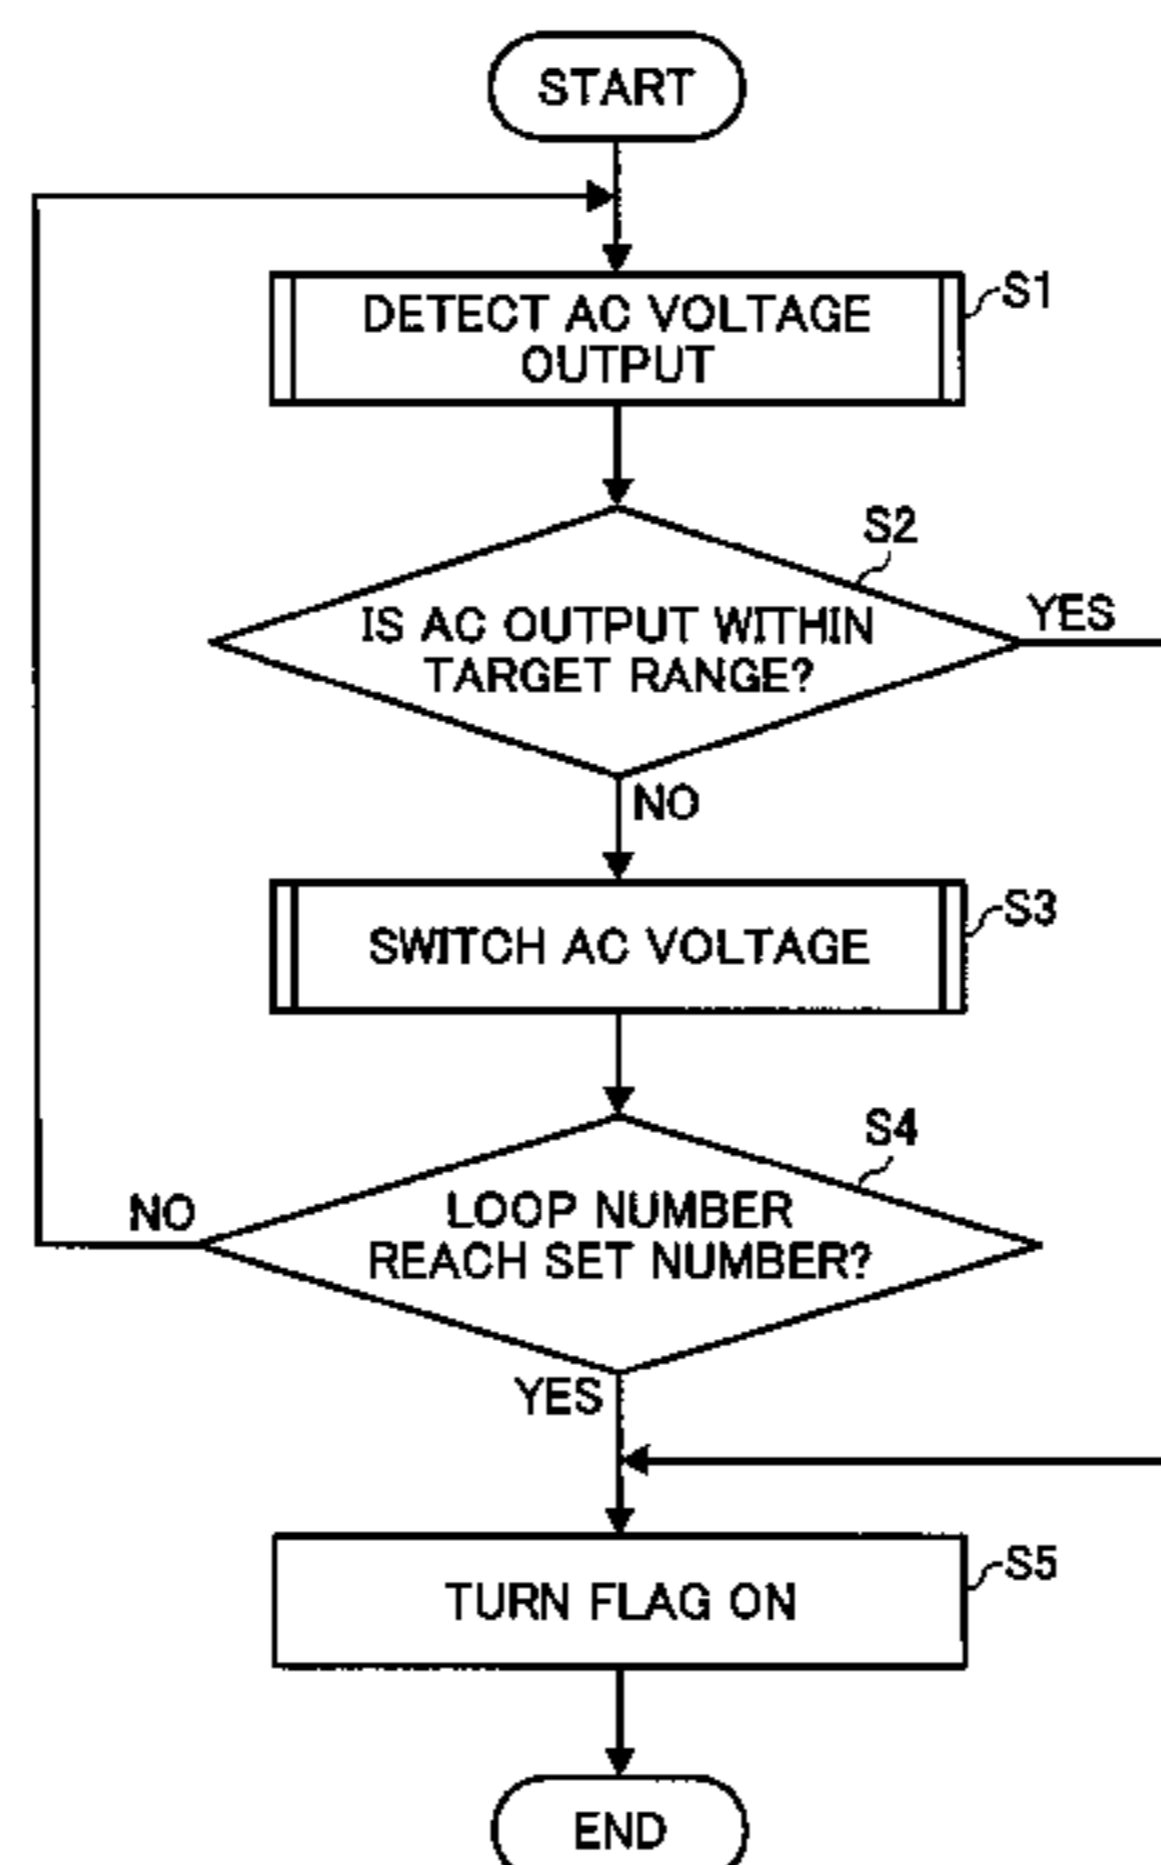 START
DETECT AC VOLTAGE
OUTPUT
S1
S2
IS AC OUTPUT WITHIN
TARGET RANGE?
YES
NO
SWITCH AC VOLTAGE
S3
S4
LOOP NUMBER
REACH SET NUMBER?
NO
YES
TURN FLAG ON
S5
END